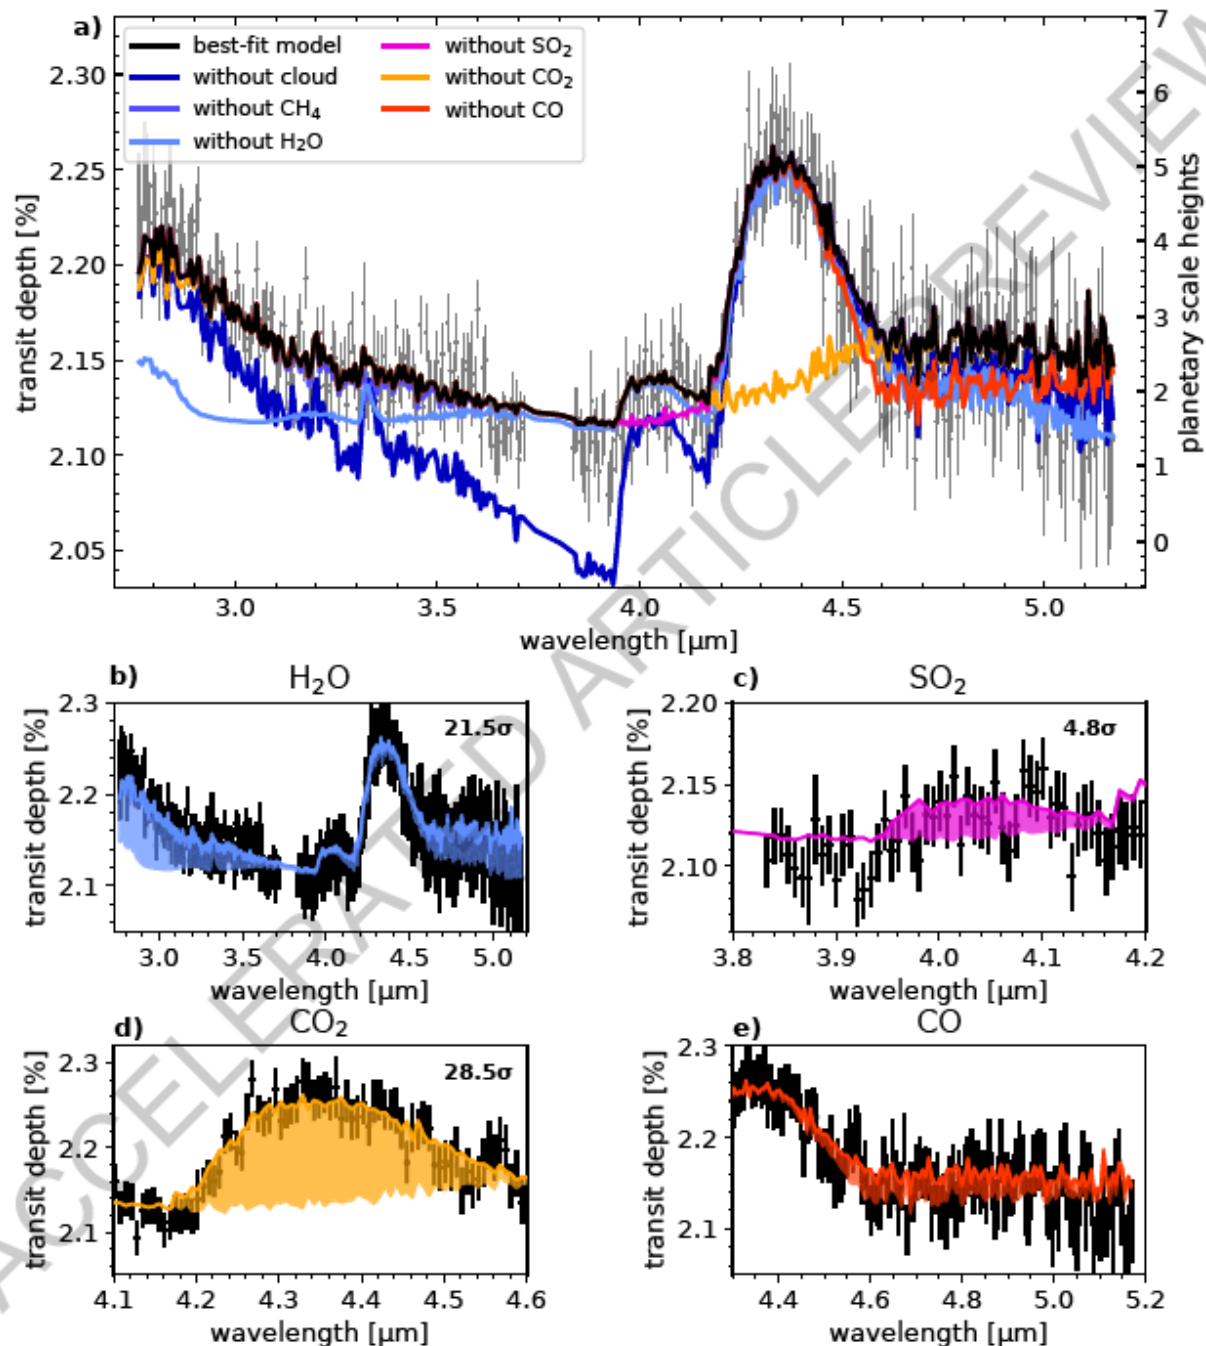 a)
best-fit model
without cloud
without CH₄
without H₂O
without SO₂
without CO₂
without CO
transit depth [%]
2.30
2.25
2.20
2.15
2.10
2.05
7
6
5
4
3
2
1
0
planetary scale heights
3.0 3.5 4.0 4.5 5.0
wavelength [µm]
b) H₂O
21.5σ
transit depth [%]
2.3
2.2
2.1
3.0 3.5 4.0 4.5 5.0
wavelength [µm]
c) SO₂
4.8σ
transit depth [%]
2.20
2.15
2.10
3.8 3.9 4.0 4.1 4.2
wavelength [µm]
d) CO₂
28.5σ
transit depth [%]
2.3
2.2
2.1
4.1 4.2 4.3 4.4 4.5 4.6
wavelength [µm]
e) CO
transit depth [%]
2.3
2.2
2.1
4.4 4.6 4.8 5.0 5.2
wavelength [µm]
ACCELERATED ARTICLE PREVIEW